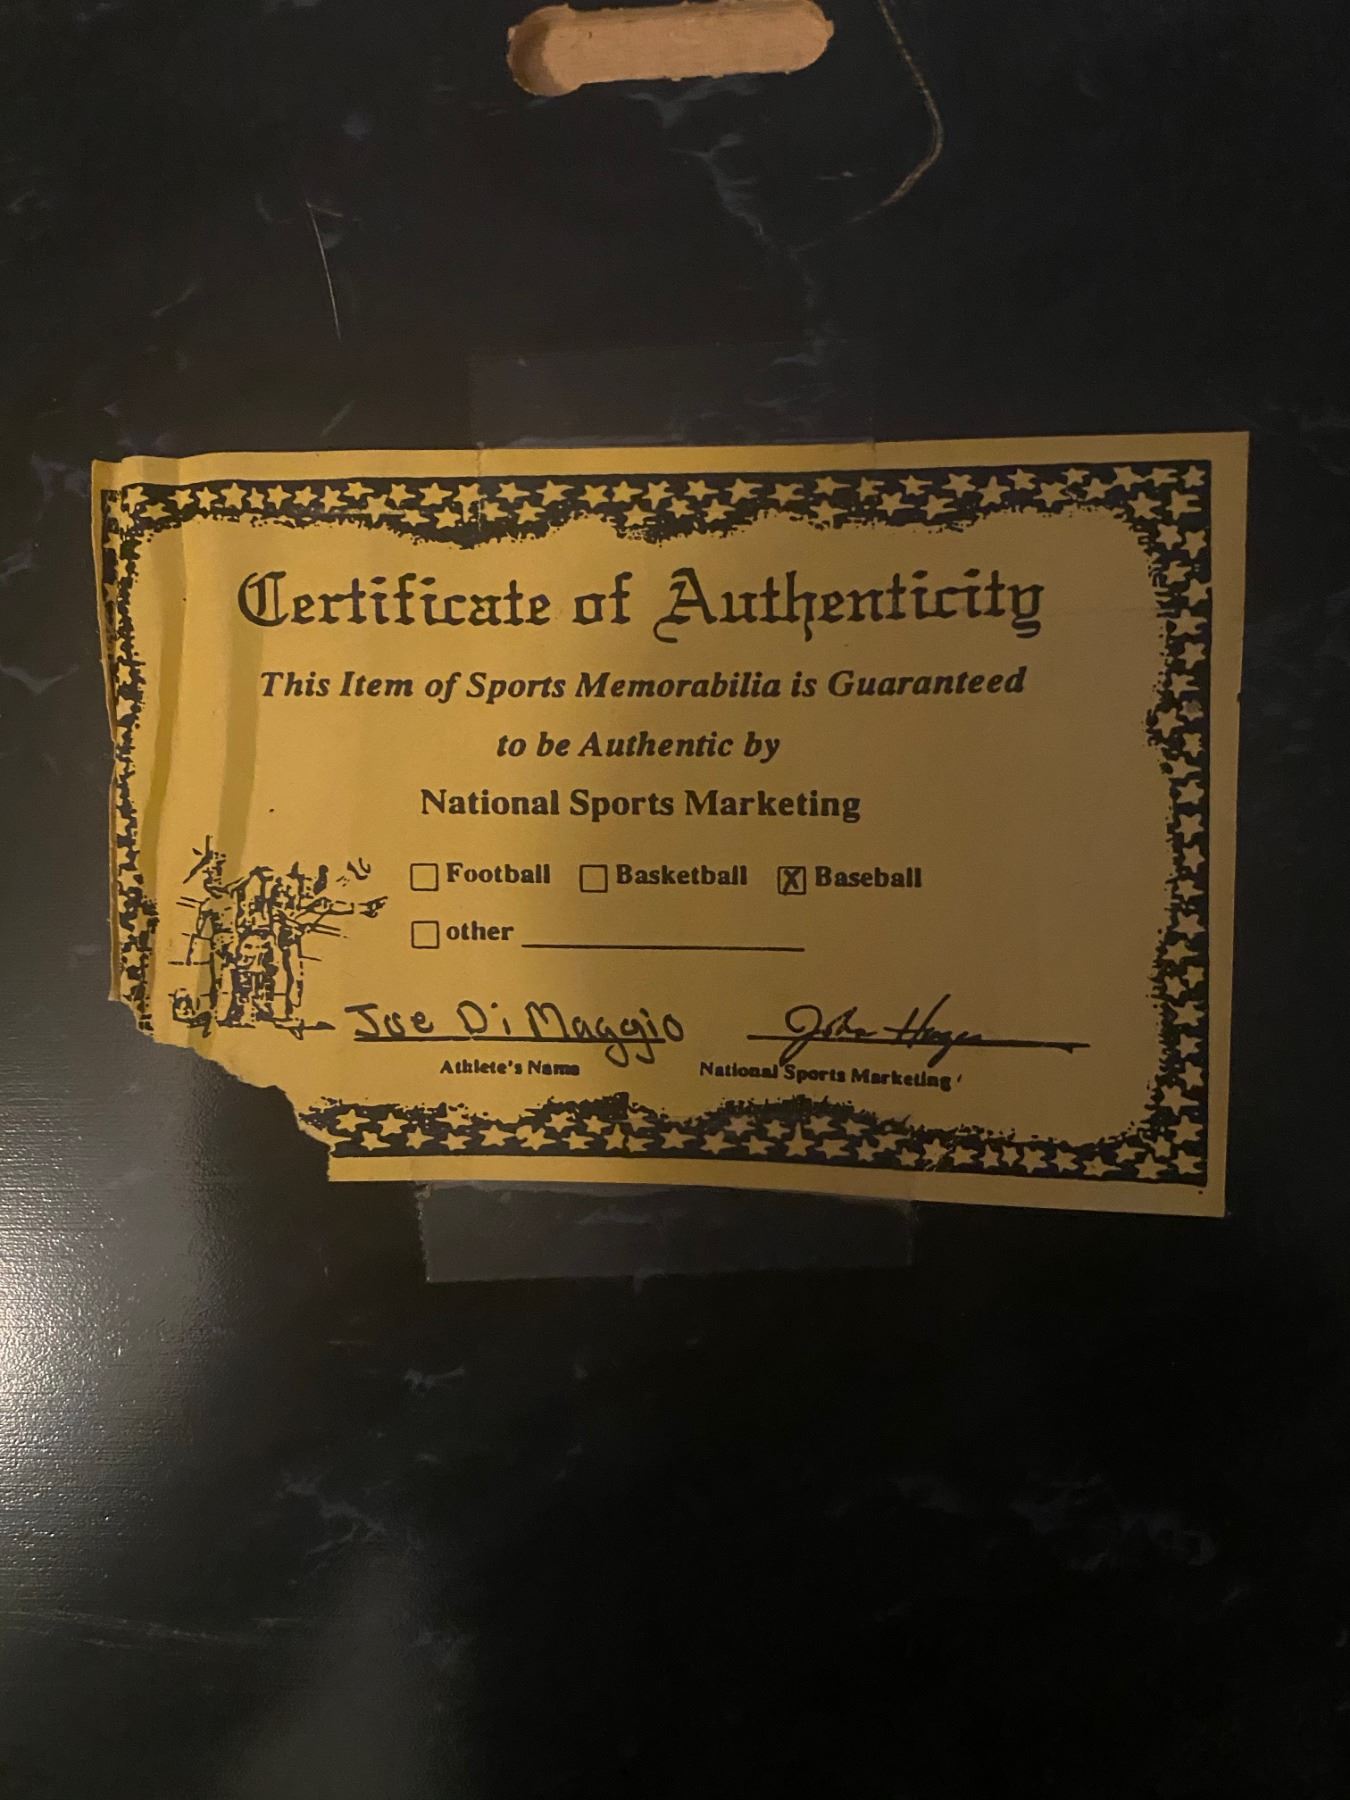 Certificate of Authenticity
This Item of Sports Memorabilia is Guaranteed
to be Authentic by
National Sports Marketing
Football Basketball X Baseball
other
Joe DiMaggio
Athlete's Name National Sports Marketing